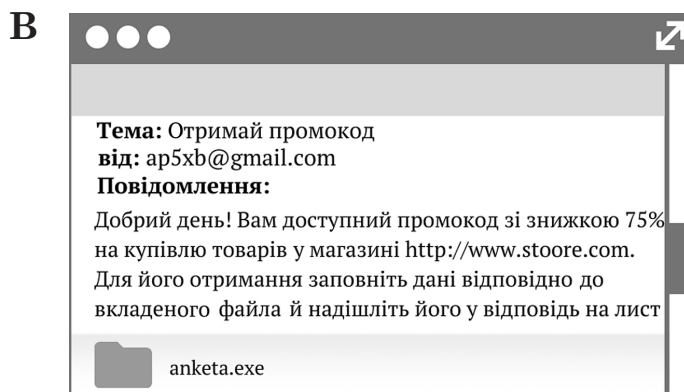 В
Тема: Отримай промокод
від: ap5xb@gmail.com
Повідомлення:
Добрий день! Вам доступний промокод зі знижкою 75%
на купівлю товарів у магазині http://www.stoore.com.
Для його отримання заповніть дані відповідно до
вкладеного файла й надішліть його у відповідь на лист
anketa.exe